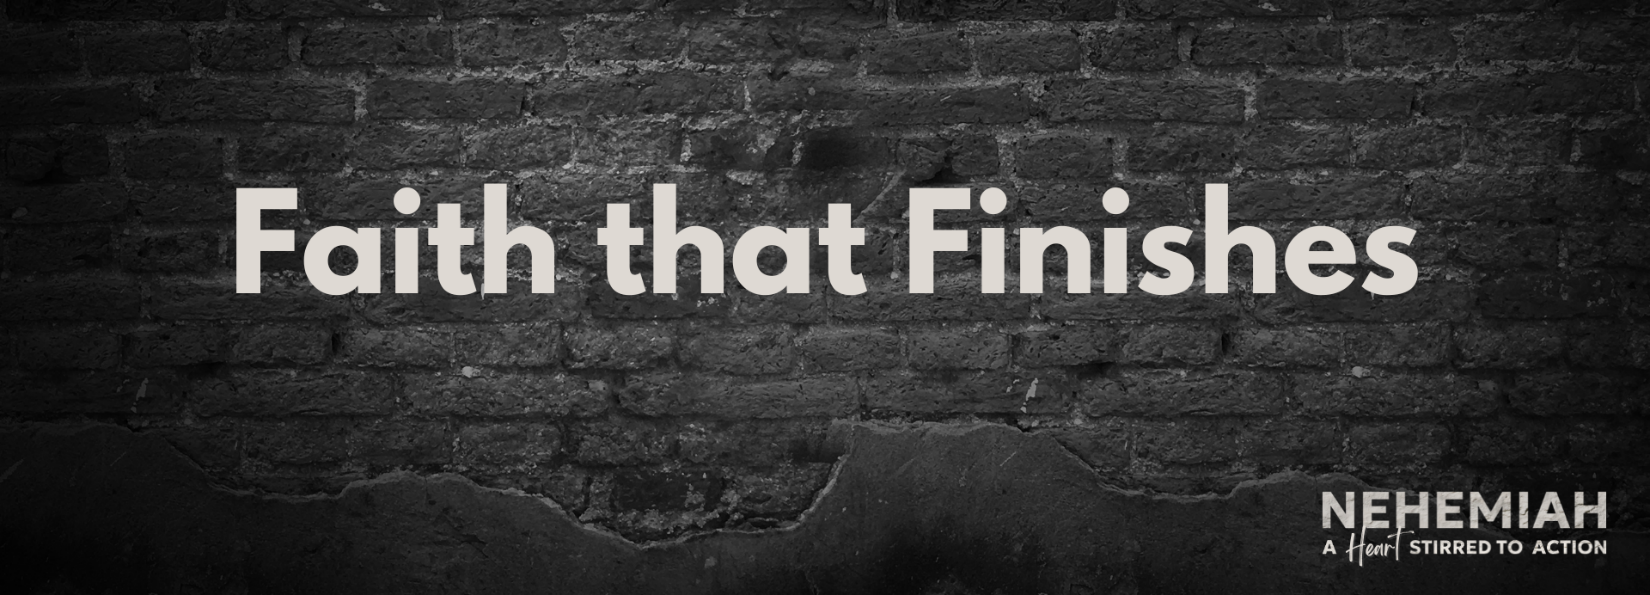 Faith that Finishes
NEHEMIAH
A Heart STIRRED TO ACTION